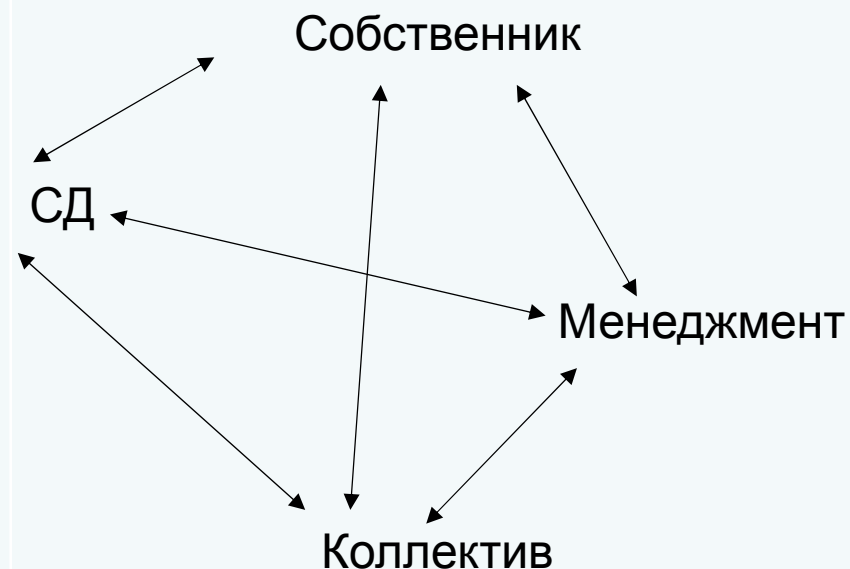 Собственник
СД
Менеджмент
Коллектив